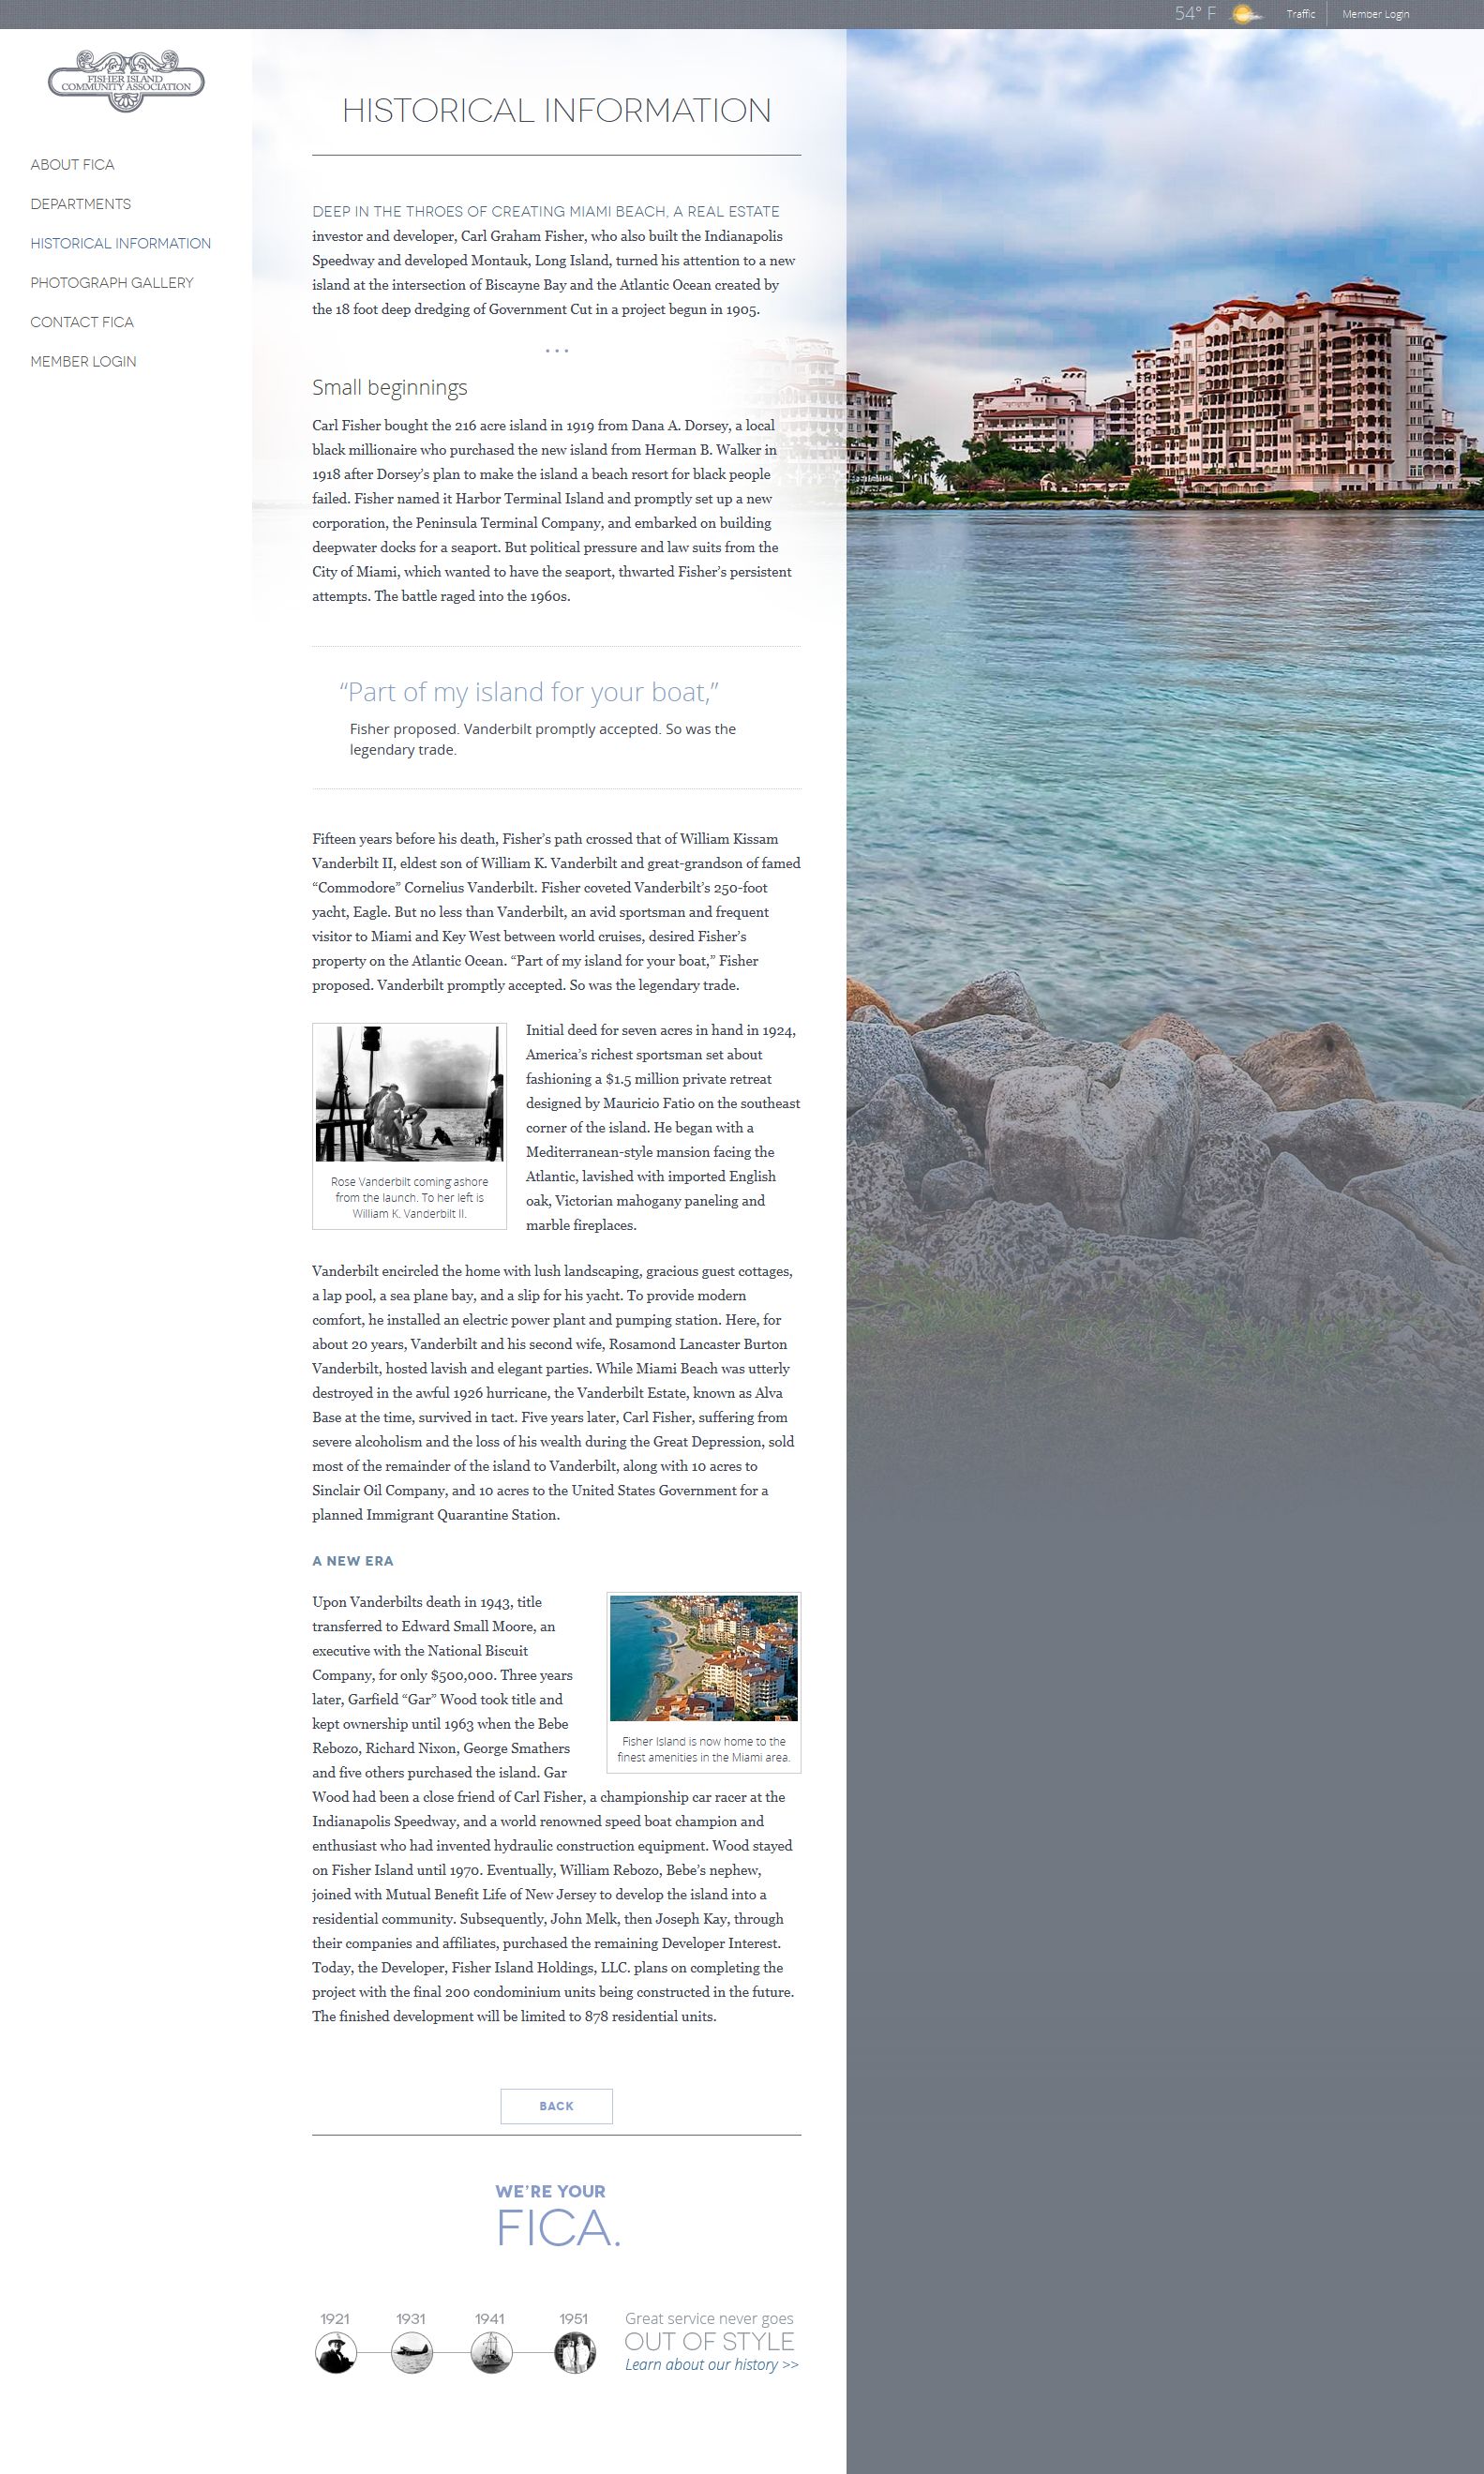 54° F
Traffic
Member Login
FISHER ISLAND
COMMUNITY ASSOCIATION
ABOUT FICA
DEPARTMENTS
HISTORICAL INFORMATION
PHOTOGRAPH GALLERY
CONTACT FICA
MEMBER LOGIN
HISTORICAL INFORMATION
DEEP IN THE THROES OF CREATING MIAMI BEACH, A REAL ESTATE
investor and developer, Carl Graham Fisher, who also built the Indianapolis
Speedway and developed Montauk, Long Island, turned his attention to a new
island at the intersection of Biscayne Bay and the Atlantic Ocean created by
the 18 foot deep dredging of Government Cut in a project begun in 1905.
• • •
Small beginnings
Carl Fisher bought the 216 acre island in 1919 from Dana A. Dorsey, a local
black millionaire who purchased the new island from Herman B. Walker in
1918 after Dorsey’s plan to make the island a beach resort for black people
failed. Fisher named it Harbor Terminal Island and promptly set up a new
corporation, the Peninsula Terminal Company, and embarked on building
deepwater docks for a seaport. But political pressure and law suits from the
City of Miami, which wanted to have the seaport, thwarted Fisher’s persistent
attempts. The battle raged into the 1960s.
“Part of my island for your boat,”
Fisher proposed. Vanderbilt promptly accepted. So was the
legendary trade.
Fifteen years before his death, Fisher’s path crossed that of William Kissam
Vanderbilt II, eldest son of William K. Vanderbilt and great-grandson of famed
“Commodore” Cornelius Vanderbilt. Fisher coveted Vanderbilt’s 250-foot
yacht, Eagle. But no less than Vanderbilt, an avid sportsman and frequent
visitor to Miami and Key West between world cruises, desired Fisher’s
property on the Atlantic Ocean. “Part of my island for your boat,” Fisher
proposed. Vanderbilt promptly accepted. So was the legendary trade.
Rose Vanderbilt coming ashore
from the launch. To her left is
William K. Vanderbilt II.
Initial deed for seven acres in hand in 1924,
America’s richest sportsman set about
fashioning a $1.5 million private retreat
designed by Mauricio Fatio on the southeast
corner of the island. He began with a
Mediterranean-style mansion facing the
Atlantic, lavished with imported English
oak, Victorian mahogany paneling and
marble fireplaces.
Vanderbilt encircled the home with lush landscaping, gracious guest cottages,
a lap pool, a sea plane bay, and a slip for his yacht. To provide modern
comfort, he installed an electric power plant and pumping station. Here, for
about 20 years, Vanderbilt and his second wife, Rosamond Lancaster Burton
Vanderbilt, hosted lavish and elegant parties. While Miami Beach was utterly
destroyed in the awful 1926 hurricane, the Vanderbilt Estate, known as Alva
Base at the time, survived in tact. Five years later, Carl Fisher, suffering from
severe alcoholism and the loss of his wealth during the Great Depression, sold
most of the remainder of the island to Vanderbilt, along with 10 acres to
Sinclair Oil Company, and 10 acres to the United States Government for a
planned Immigrant Quarantine Station.
A NEW ERA
Upon Vanderbilts death in 1943, title
transferred to Edward Small Moore, an
executive with the National Biscuit
Company, for only $500,000. Three years
later, Garfield “Gar” Wood took title and
kept ownership until 1963 when the Bebe
Rebozo, Richard Nixon, George Smathers
and five others purchased the island. Gar
Wood had been a close friend of Carl Fisher, a championship car racer at the
Indianapolis Speedway, and a world renowned speed boat champion and
enthusiast who had invented hydraulic construction equipment. Wood stayed
on Fisher Island until 1970. Eventually, William Rebozo, Bebe’s nephew,
joined with Mutual Benefit Life of New Jersey to develop the island into a
residential community. Subsequently, John Melk, then Joseph Kay, through
their companies and affiliates, purchased the remaining Developer Interest.
Today, the Developer, Fisher Island Holdings, LLC. plans on completing the
project with the final 200 condominium units being constructed in the future.
The finished development will be limited to 878 residential units.
Fisher Island is now home to the
finest amenities in the Miami area.
BACK
WE’RE YOUR
FICA.
1921
1931
1941
1951
Great service never goes
OUT OF STYLE
Learn about our history >>